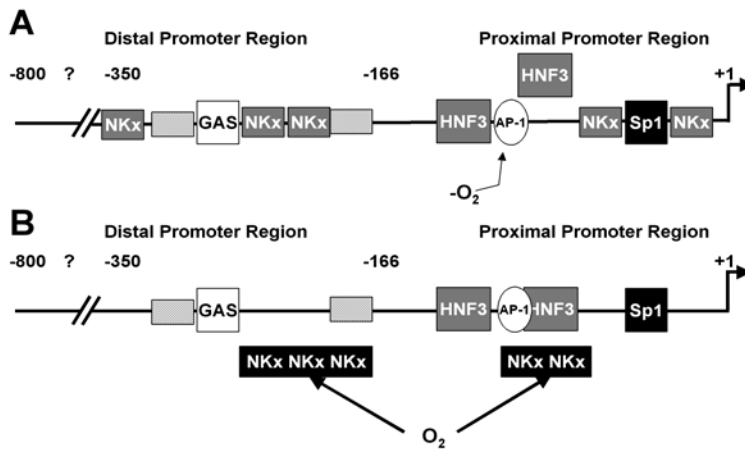 A
Distal Promoter Region
Proximal Promoter Region
-800 ? -350 -166 HNF3 +1
NKx GAS NKx NKx HNF3 AP-1 NKx Sp1 NKx
-O2
B
Distal Promoter Region
Proximal Promoter Region
-800 ? -350 -166 +1
GAS HNF3 AP-1 HNF3 Sp1
NKx NKx NKx NKx NKx
O2